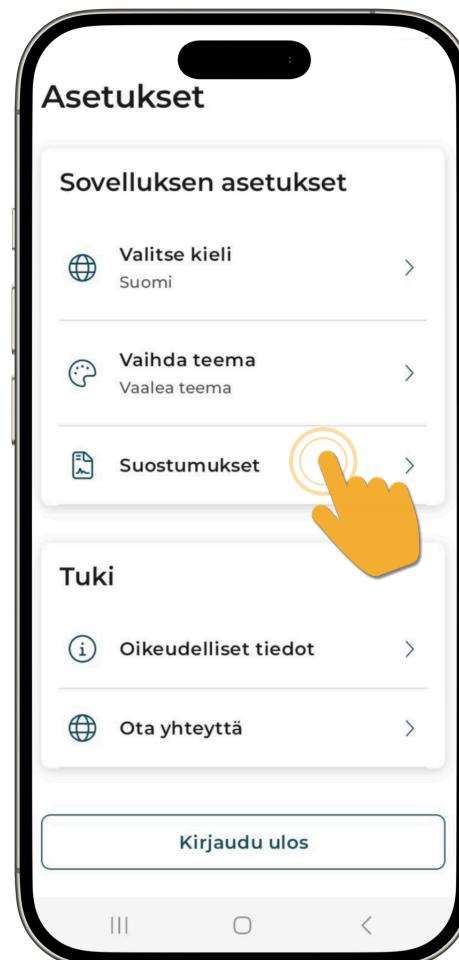 Asetukset
Sovelluksen asetukset
Valitse kieli
Suomi
Vaihda teema
Vaalea teema
Suostumukset
Tuki
Oikeudelliset tiedot
Ota yhteyttä
Kirjaudu ulos